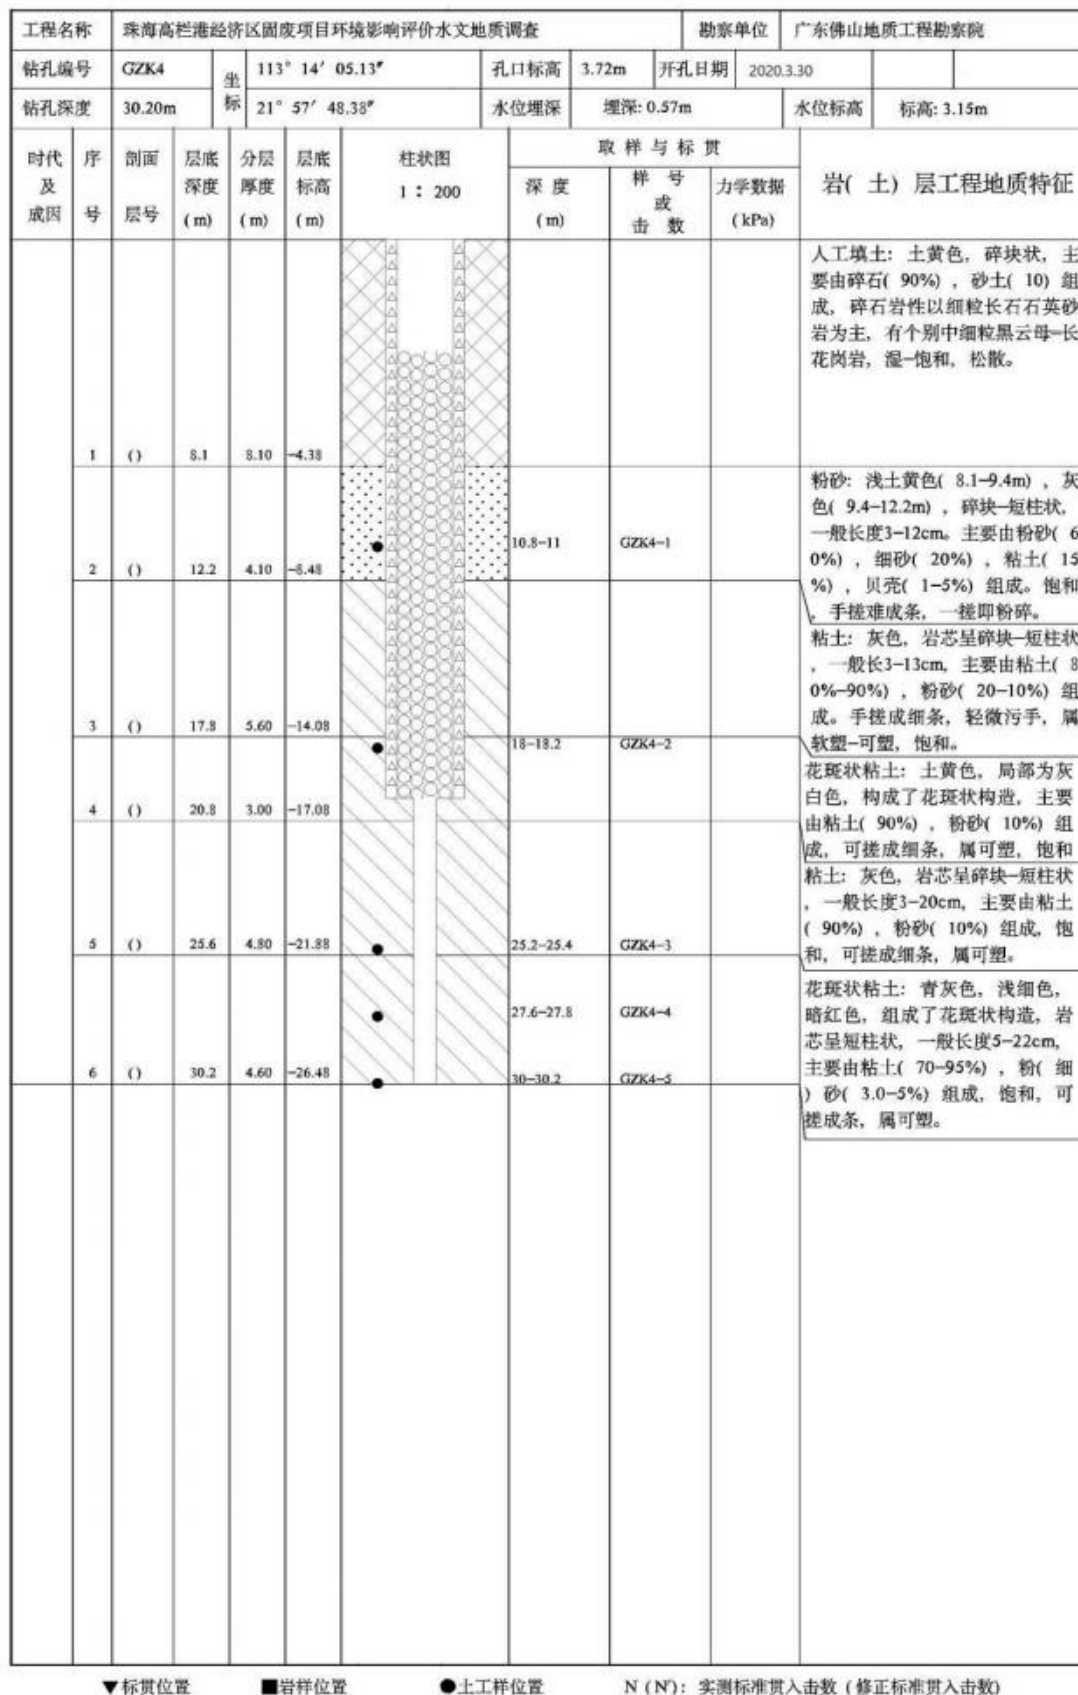 工程名称 珠海高栏港经济区固废项目环境影响评价水文地质调查 勘察单位 广东佛山地质工程勘察院
钻孔编号 GZK4 坐标 113° 14′ 05.13″ 孔口标高 3.72m 开孔日期 2020.3.30
钻孔深度 30.20m 21° 57′ 48.38″ 水位埋深 埋深: 0.57m 水位标高 标高: 3.15m
时代及成因 序号 剖面层号 层底深度(m) 分层厚度(m) 层底标高(m) 柱状图 1：200 取样与标贯 深度(m) 样号或击数 力学数据(kPa) 岩( 土) 层工程地质特征
人工填土: 土黄色, 碎块状, 主
要由碎石( 90%) , 砂土( 10) 组
成, 碎石岩性以细粒长石石英砂
岩为主, 有个别中细粒黑云母-长
花岗岩, 湿-饱和, 松散。
1 () 8.1 8.10 -4.38
粉砂: 浅土黄色( 8.1-9.4m) , 灰
色( 9.4-12.2m) , 碎块-短柱状,
一般长度3-12cm。主要由粉砂( 6
0%) , 细砂( 20%) , 粘土( 15
%) , 贝壳( 1-5%) 组成。饱和
, 手搓难成条, 一搓即粉碎。
10.8-11 GZK4-1
2 () 12.2 4.10 -8.48
粘土: 灰色, 岩芯呈碎块-短柱状
, 一般长3-13cm, 主要由粘土( 8
0%-90%) , 粉砂( 20-10%) 组
成。手搓成细条, 轻微污手, 属
软塑-可塑, 饱和。
3 () 17.8 5.60 -14.08
18-18.2 GZK4-2
花斑状粘土: 土黄色, 局部为灰
白色, 构成了花斑状构造, 主要
由粘土( 90%) , 粉砂( 10%) 组
成, 可搓成细条, 属可塑, 饱和
4 () 20.8 3.00 -17.08
粘土: 灰色, 岩芯呈碎块-短柱状
, 一般长度3-20cm, 主要由粘土
( 90%) , 粉砂( 10%) 组成, 饱
和, 可搓成细条, 属可塑。
5 () 25.6 4.80 -21.88 25.2-25.4 GZK4-3
花斑状粘土: 青灰色, 浅细色,
暗红色, 组成了花斑状构造, 岩
芯呈短柱状, 一般长度5-22cm,
主要由粘土( 70-95%) , 粉( 细
) 砂( 3.0-5%) 组成, 饱和, 可
搓成条, 属可塑。
27.6-27.8 GZK4-4
6 () 30.2 4.60 -26.48 30-30.2 GZK4-5
▼标贯位置 ■岩样位置 ●土工样位置 N (N′): 实测标准贯入击数 (修正标准贯入击数)